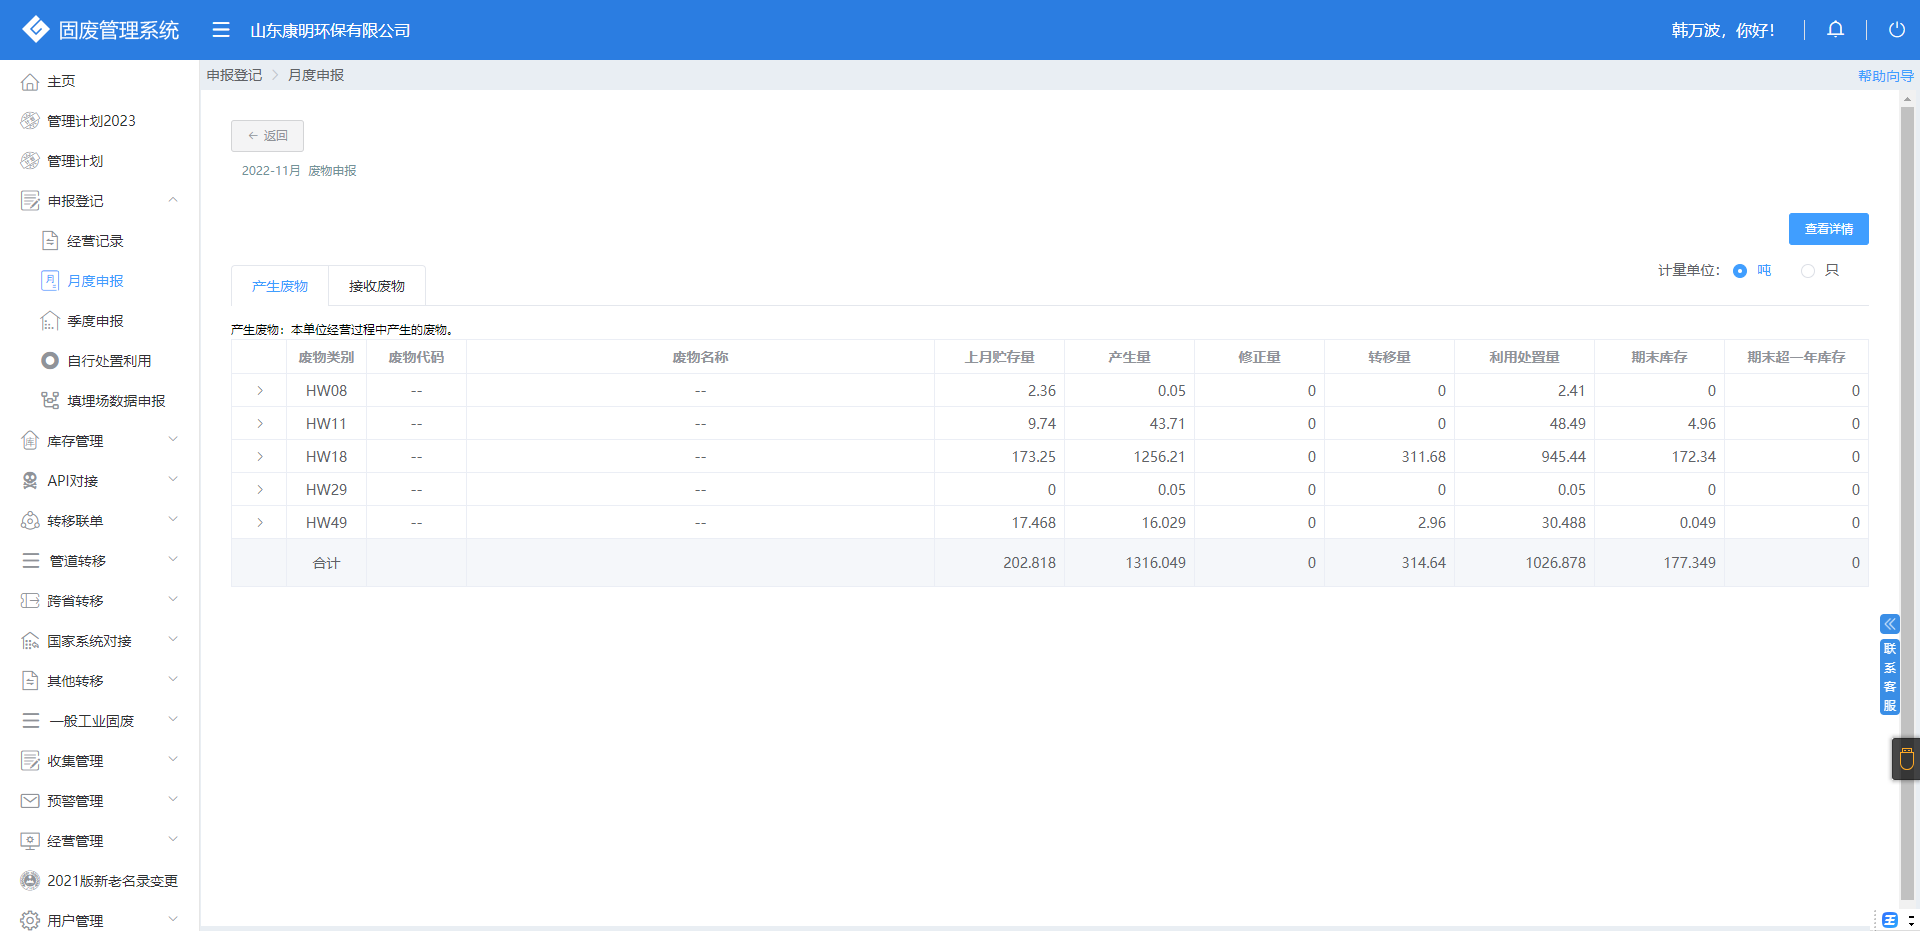 固废管理系统 山东康明环保有限公司 韩万波，你好！
申报登记 > 月度申报 帮助向导
主页
管理计划2023
管理计划
申报登记
经营记录
月度申报
季度申报
自行处置利用
填埋场数据申报
库存管理
API对接
转移联单
管道转移
跨省转移
国家系统对接
其他转移
一般工业固废
收集管理
预警管理
经营管理
2021版新老名录变更
用户管理
← 返回
2022-11月 废物申报
查看详情
计量单位： 吨 只
产生废物 接收废物
产生废物：本单位经营过程中产生的废物。
废物类别 废物代码 废物名称 上月贮存量 产生量 修正量 转移量 利用处置量 期末库存 期末超一年库存
HW08 -- -- 2.36 0.05 0 0 2.41 0 0
HW11 -- -- 9.74 43.71 0 0 48.49 4.96 0
HW18 -- -- 173.25 1256.21 0 311.68 945.44 172.34 0
HW29 -- -- 0 0.05 0 0 0.05 0 0
HW49 -- -- 17.468 16.029 0 2.96 30.488 0.049 0
合计 202.818 1316.049 0 314.64 1026.878 177.349 0
联系客服